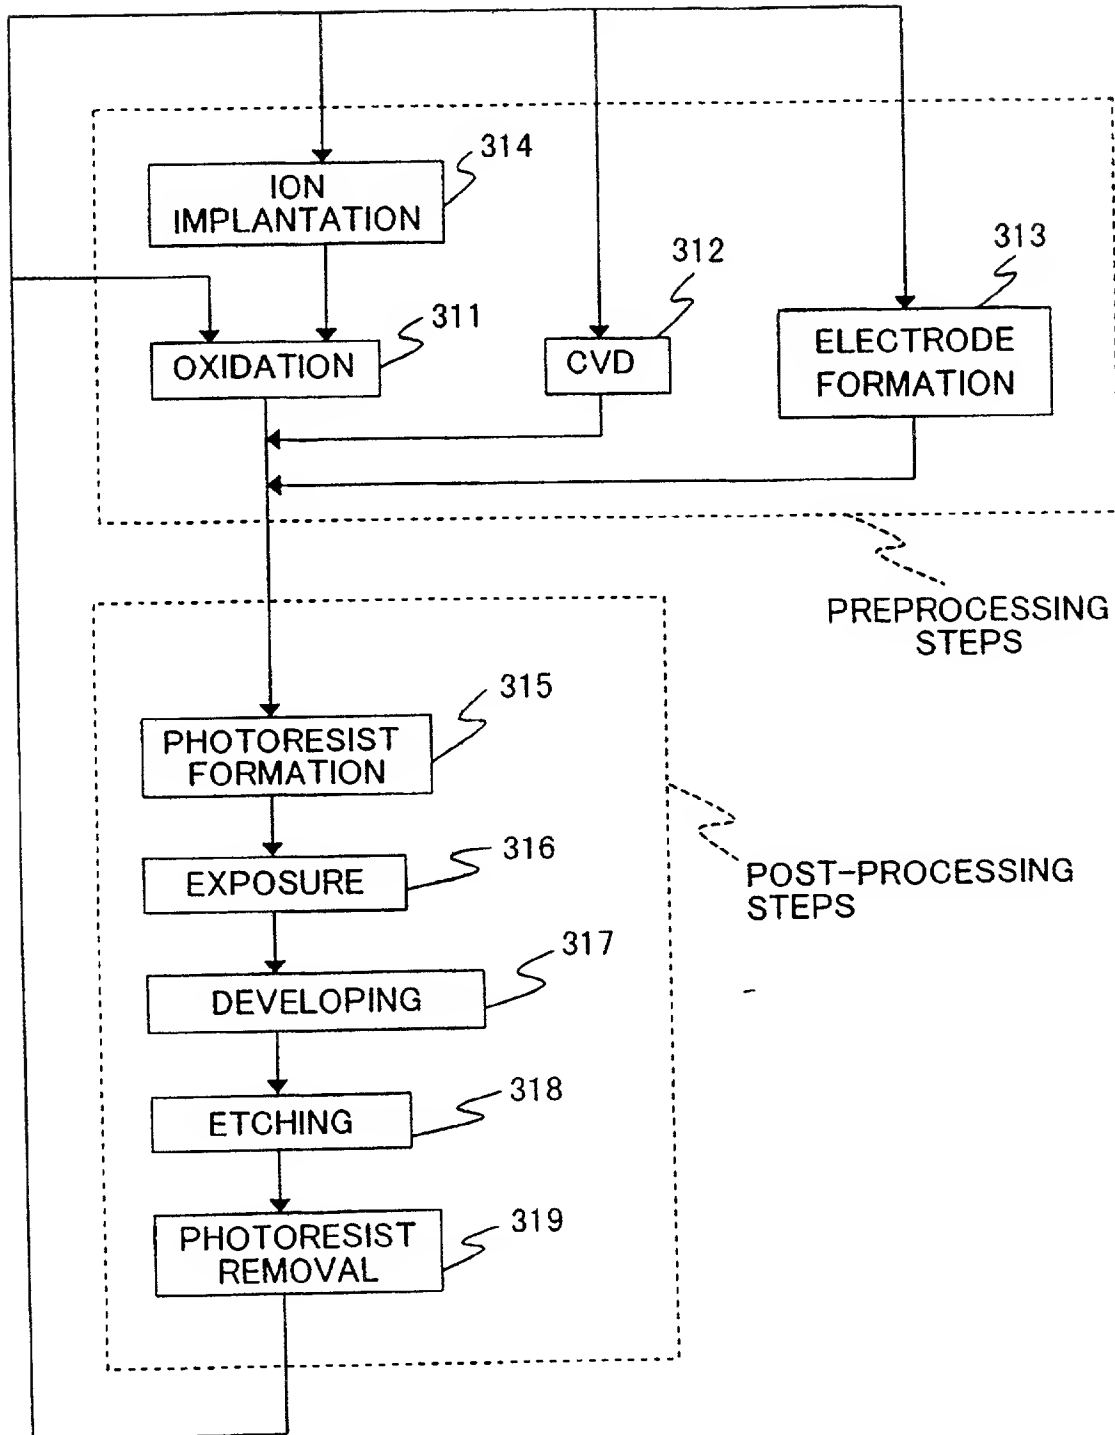 314
ION
IMPLANTATION
312
313
311
OXIDATION
CVD
ELECTRODE
FORMATION
PREPROCESSING
STEPS
315
PHOTORESIST
FORMATION
316
EXPOSURE
POST-PROCESSING
STEPS
317
DEVELOPING
318
ETCHING
319
PHOTORESIST
REMOVAL